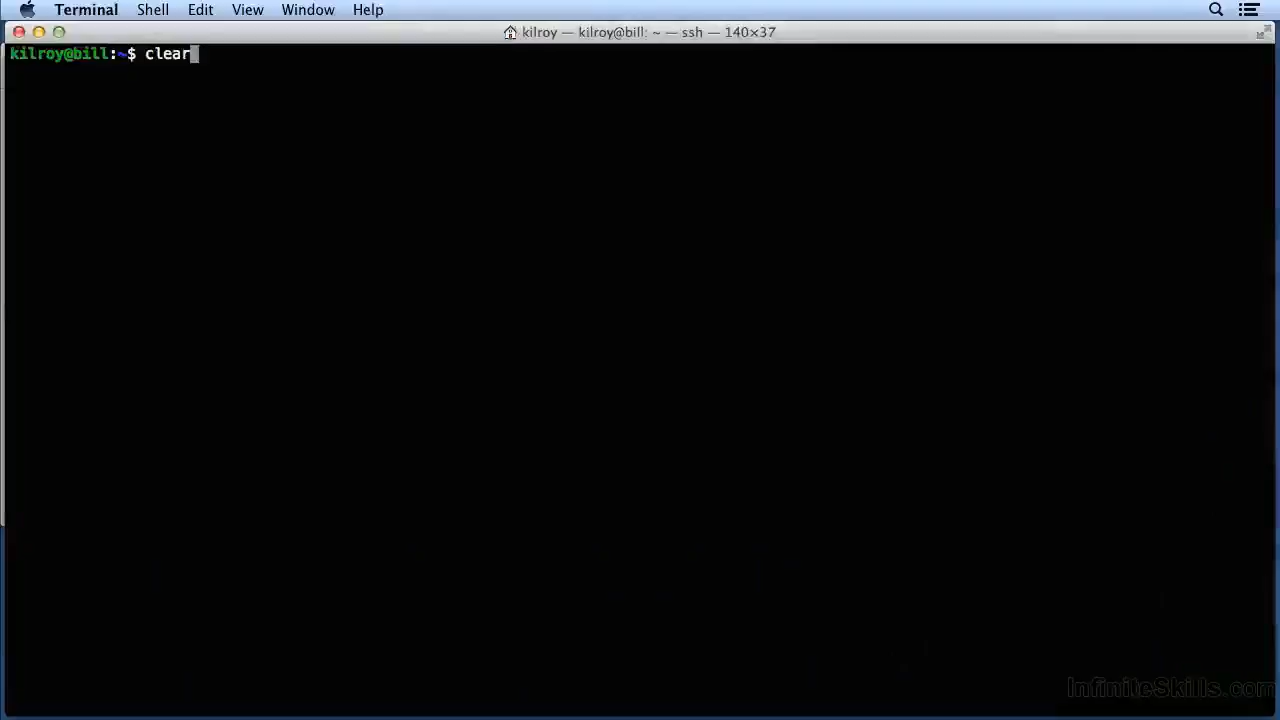 Terminal Shell Edit View Window Help
kilroy — kilroy@bill: ~ — ssh — 140×37
kilroy@bill:~$ clear
InfiniteSkills.com